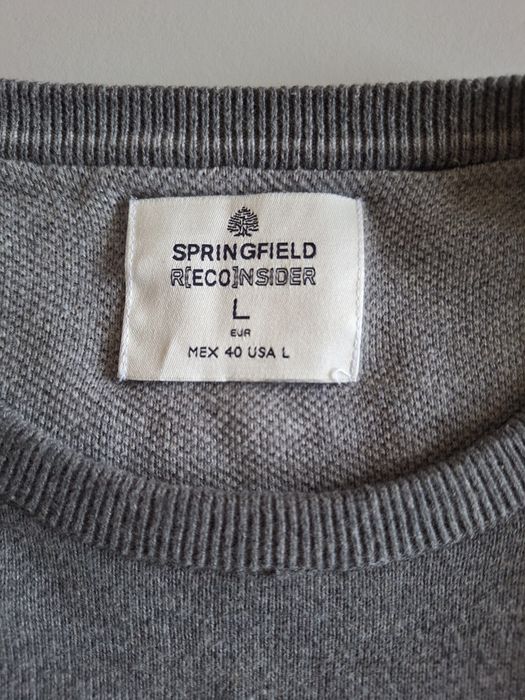 SPRINGFIELD
R[ECO]NSIDER
L
EUR
MEX 40 USA L